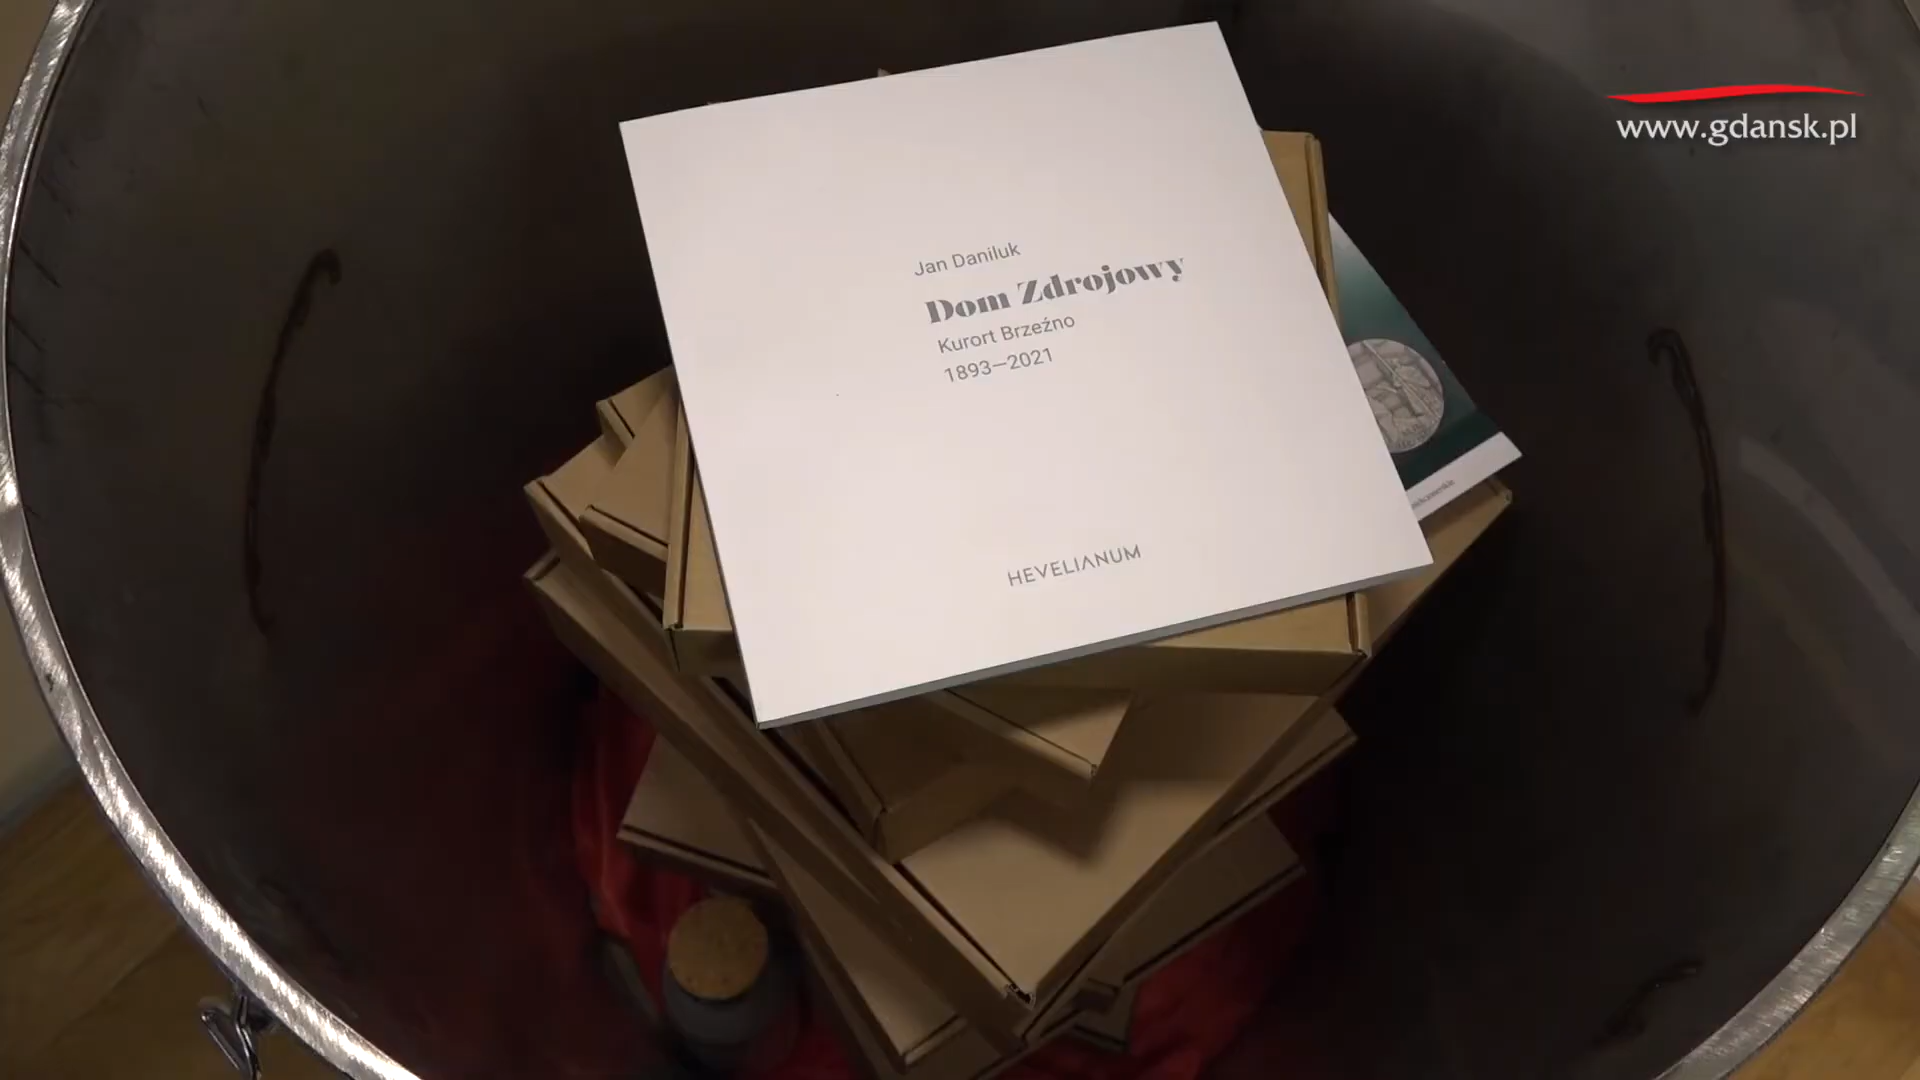 www.gdansk.pl
Jan Daniluk
Dom Zdrojowy
Kurort Brzeźno
1893—2021
HEVELIANUM